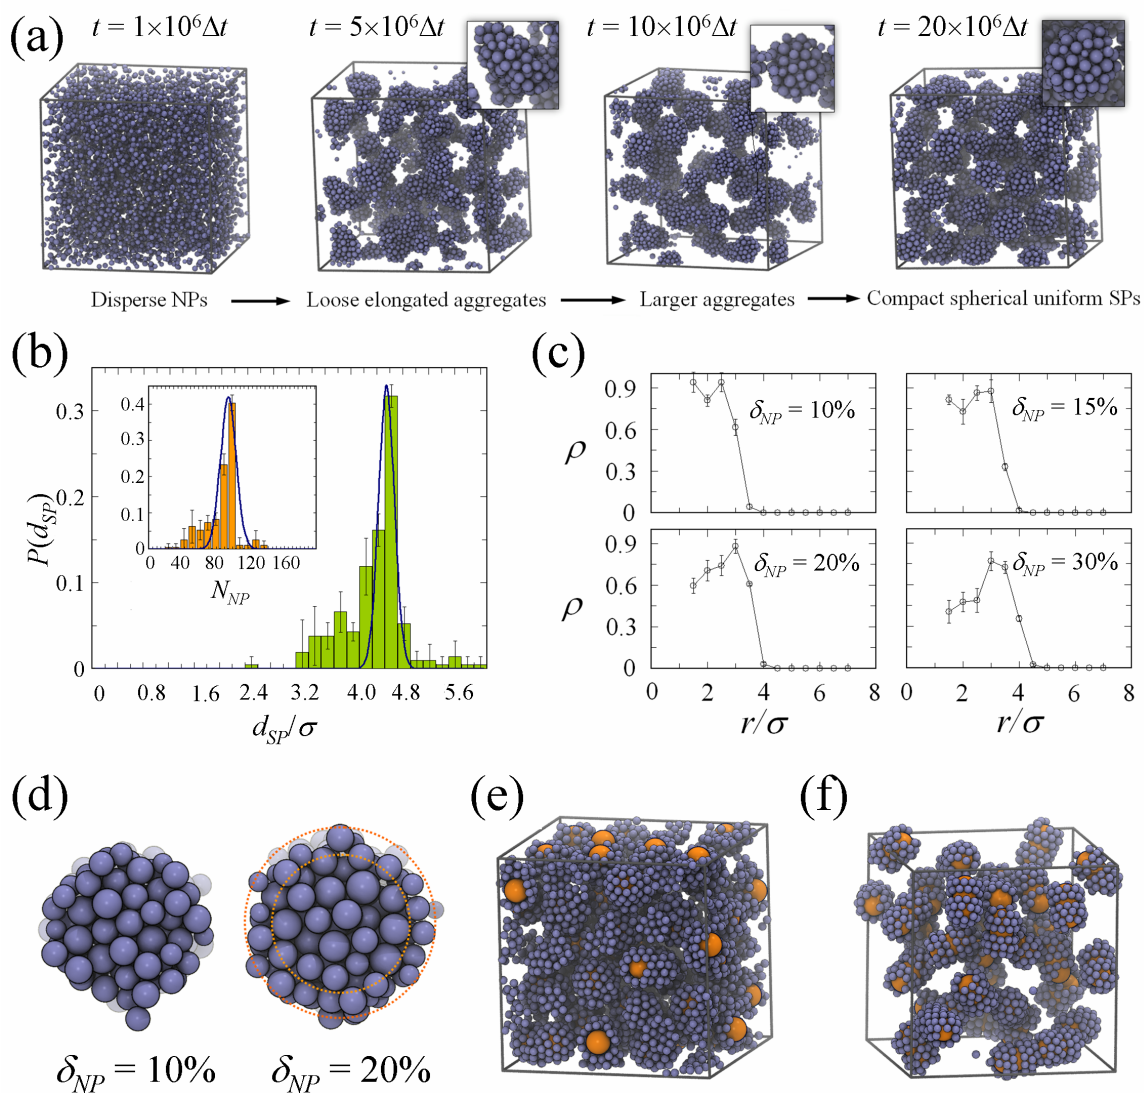 (a)
t = 1×10⁶Δt
t = 5×10⁶Δt
t = 10×10⁶Δt
t = 20×10⁶Δt
Disperse NPs
Loose elongated aggregates
Larger aggregates
Compact spherical uniform SPs
(b)
0.3
0.2
0.1
0
P(d_SP)
0 0.8 1.6 2.4 3.2 4.0 4.8 5.6
d_SP/σ
0.4
0.3
0.2
0.1
0
0 40 80 120 160
N_NP
(c)
0.9
0.6
0.3
0
ρ
δ_NP = 10%
δ_NP = 15%
0.9
0.6
0.3
0
ρ
δ_NP = 20%
δ_NP = 30%
0 2 4 6 8
0 2 4 6 8
r/σ
r/σ
(d)
δ_NP = 10%
δ_NP = 20%
(e)
(f)